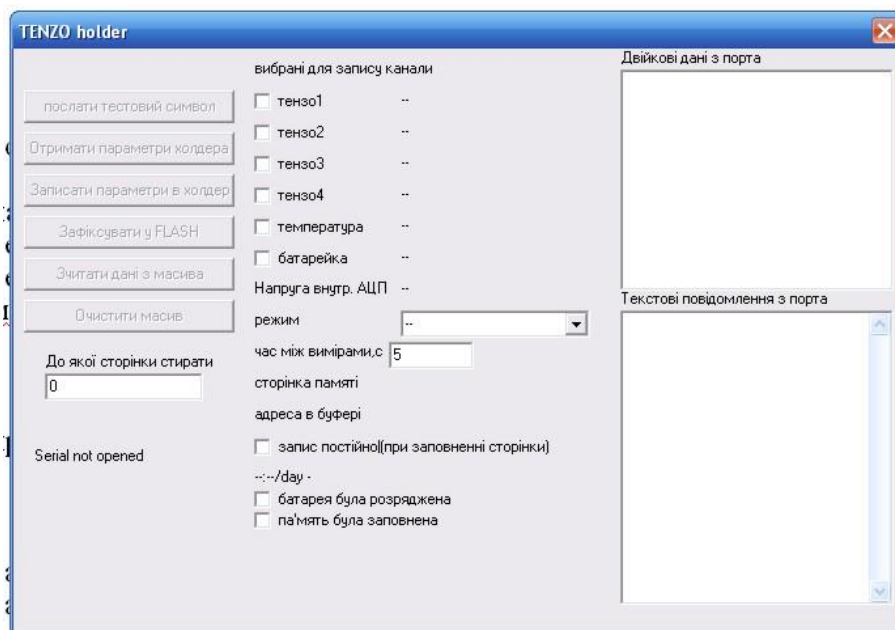 TENZO holder
послати тестовий символ
Отримати параметри холдера
Записати параметри в холдер
Зафіксувати у FLASH
Зчитати дані з масива
Очистити масив
До якої сторінки стирати
0
Serial not opened
вибрані для запису канали
тензо1 --
тензо2 --
тензо3 --
тензо4 --
температура --
батарейка --
Напруга внутр. АЦП --
режим --
час між вимірами,с 5
сторінка памяті
адреса в буфері
запис постійно(при заповненні сторінки)
--:--/day -
батарея була розряджена
па'мять була заповнена
Двійкові дані з порта
Текстові повідомлення з порта